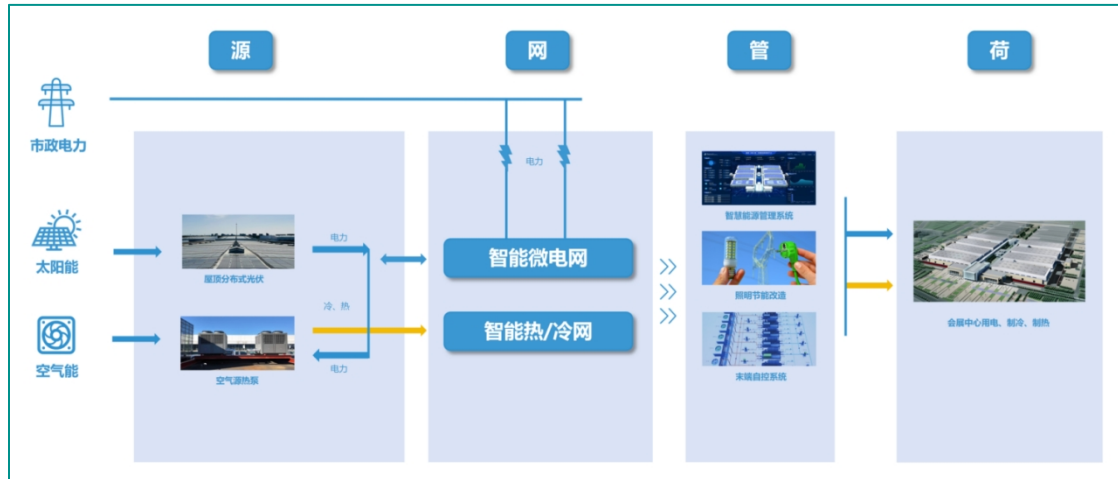 源
网
管
荷
市政电力
电力
智慧能源管理系统
太阳能
屋顶分布式光伏
电力
智能微电网
照明节能改造
冷、热
智能热/冷网
会展中心用电、制冷、制热
空气能
空气源热泵
电力
末端自控系统